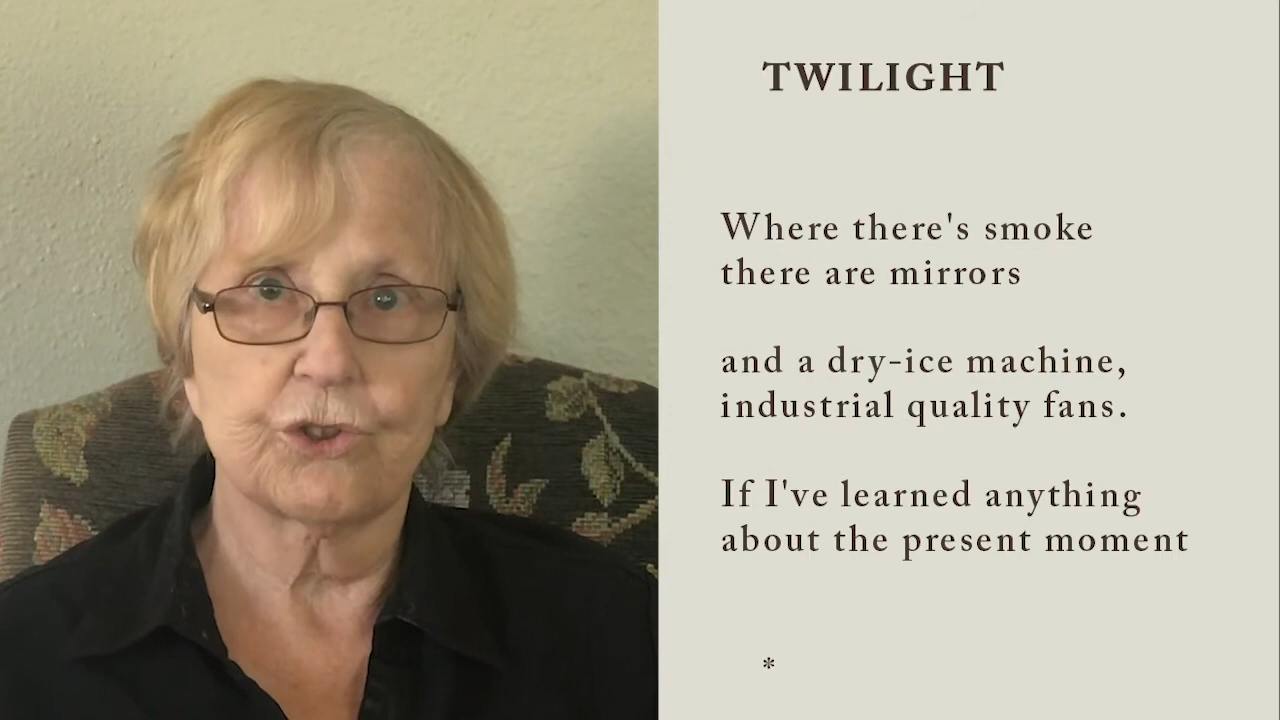 TWILIGHT
Where there's smoke
there are mirrors
and a dry-ice machine,
industrial quality fans.
If I've learned anything
about the present moment
*